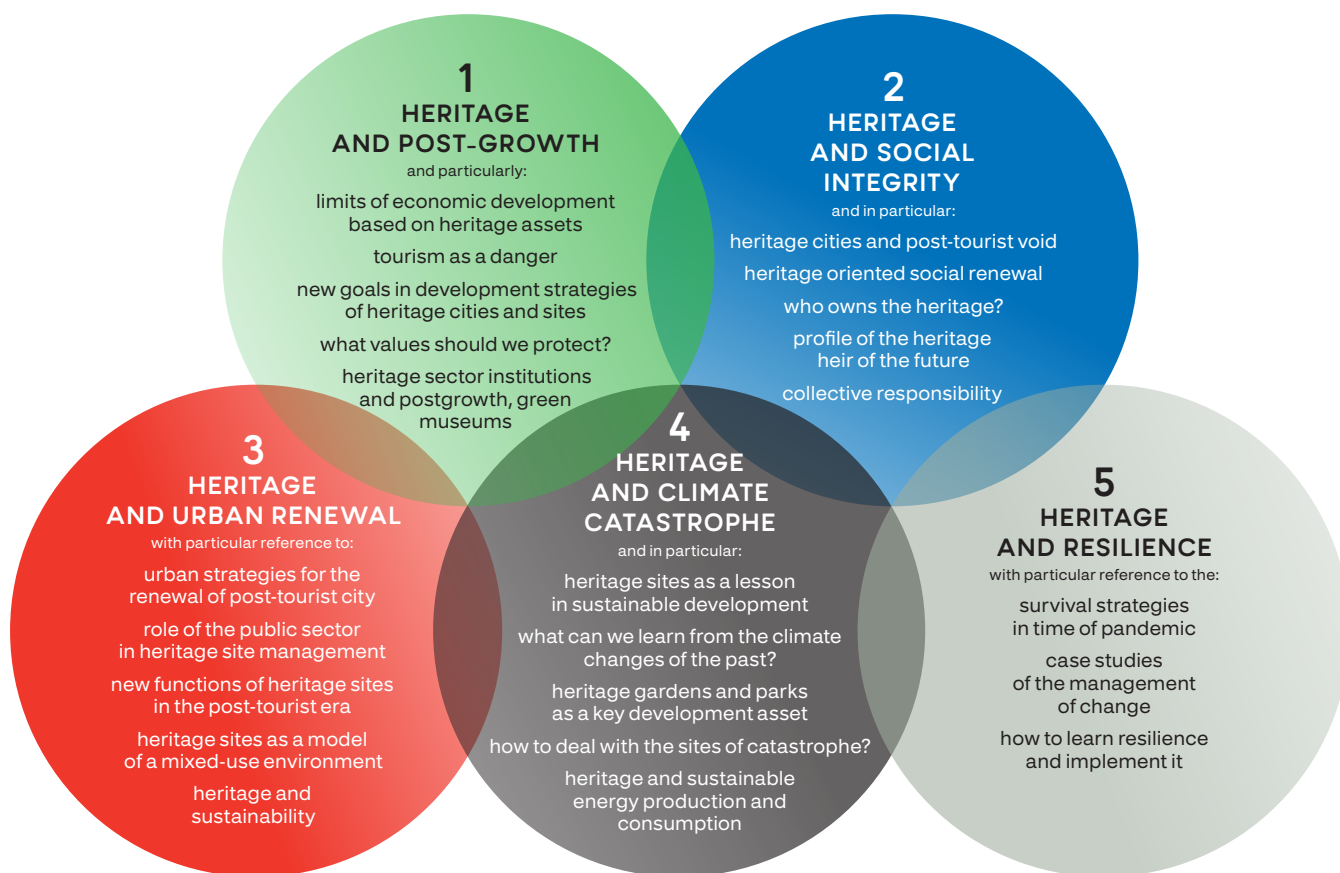 1
HERITAGE
AND POST-GROWTH
and particularly:
limits of economic development
based on heritage assets
tourism as a danger
new goals in development strategies
of heritage cities and sites
what values should we protect?
heritage sector institutions
and postgrowth, green
museums
2
HERITAGE
AND SOCIAL
INTEGRITY
and in particular:
heritage cities and post-tourist void
heritage oriented social renewal
who owns the heritage?
profile of the heritage
heir of the future
collective responsibility
3
HERITAGE
AND URBAN RENEWAL
with particular reference to:
urban strategies for the
renewal of post-tourist city
role of the public sector
in heritage site management
new functions of heritage sites
in the post-tourist era
heritage sites as a model
of a mixed-use environment
heritage and
sustainability
4
HERITAGE
AND CLIMATE
CATASTROPHE
and in particular:
heritage sites as a lesson
in sustainable development
what can we learn from the climate
changes of the past?
heritage gardens and parks
as a key development asset
how to deal with the sites of catastrophe?
heritage and sustainable
energy production and
consumption
5
HERITAGE
AND RESILIENCE
with particular reference to the:
survival strategies
in time of pandemic
case studies
of the management
of change
how to learn resilience
and implement it